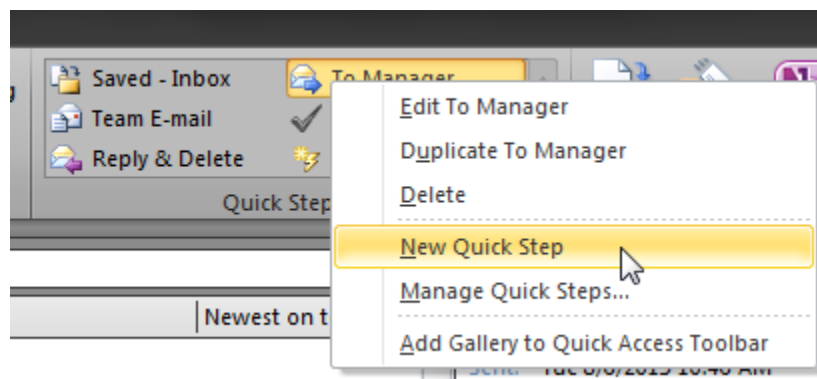 Saved - Inbox
To Manager
Team E-mail
Reply & Delete
Quick Step
Edit To Manager
Duplicate To Manager
Delete
New Quick Step
Manage Quick Steps...
Add Gallery to Quick Access Toolbar
Newest on t